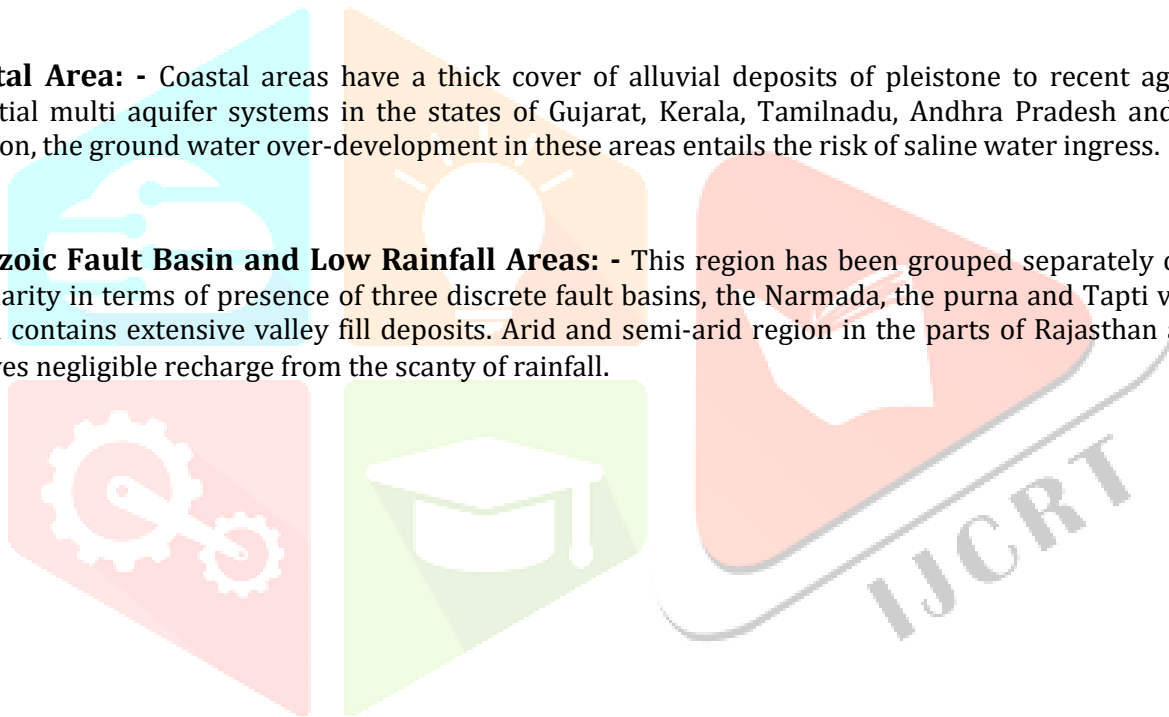 tal Area: - Coastal areas have a thick cover of alluvial deposits of pleistone to recent ag
tial multi aquifer systems in the states of Gujarat, Kerala, Tamilnadu, Andhra Pradesh and
on, the ground water over-development in these areas entails the risk of saline water ingress.
zoic Fault Basin and Low Rainfall Areas: - This region has been grouped separately
arity in terms of presence of three discrete fault basins, the Narmada, the purna and Tapti
contains extensive valley fill deposits. Arid and semi-arid region in the parts of Rajasthan
es negligible recharge from the scanty of rainfall.
IJCRT